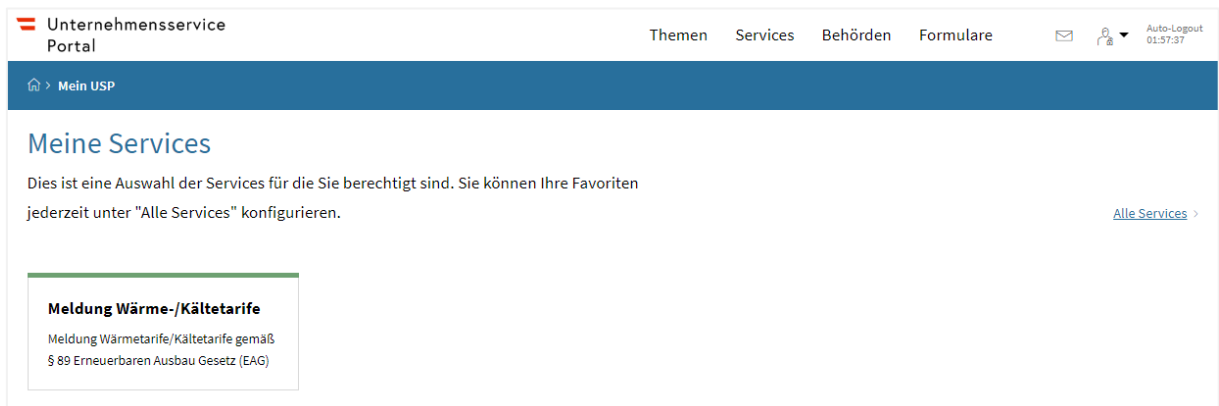 Unternehmensservice
Portal
Themen Services Behörden Formulare
Auto-Logout
01:57:37
> Mein USP
Meine Services
Dies ist eine Auswahl der Services für die Sie berechtigt sind. Sie können Ihre Favoriten
jederzeit unter "Alle Services" konfigurieren.
Alle Services >
Meldung Wärme-/Kältetarife
Meldung Wärmetarife/Kältetarife gemäß
§ 89 Erneuerbaren Ausbau Gesetz (EAG)